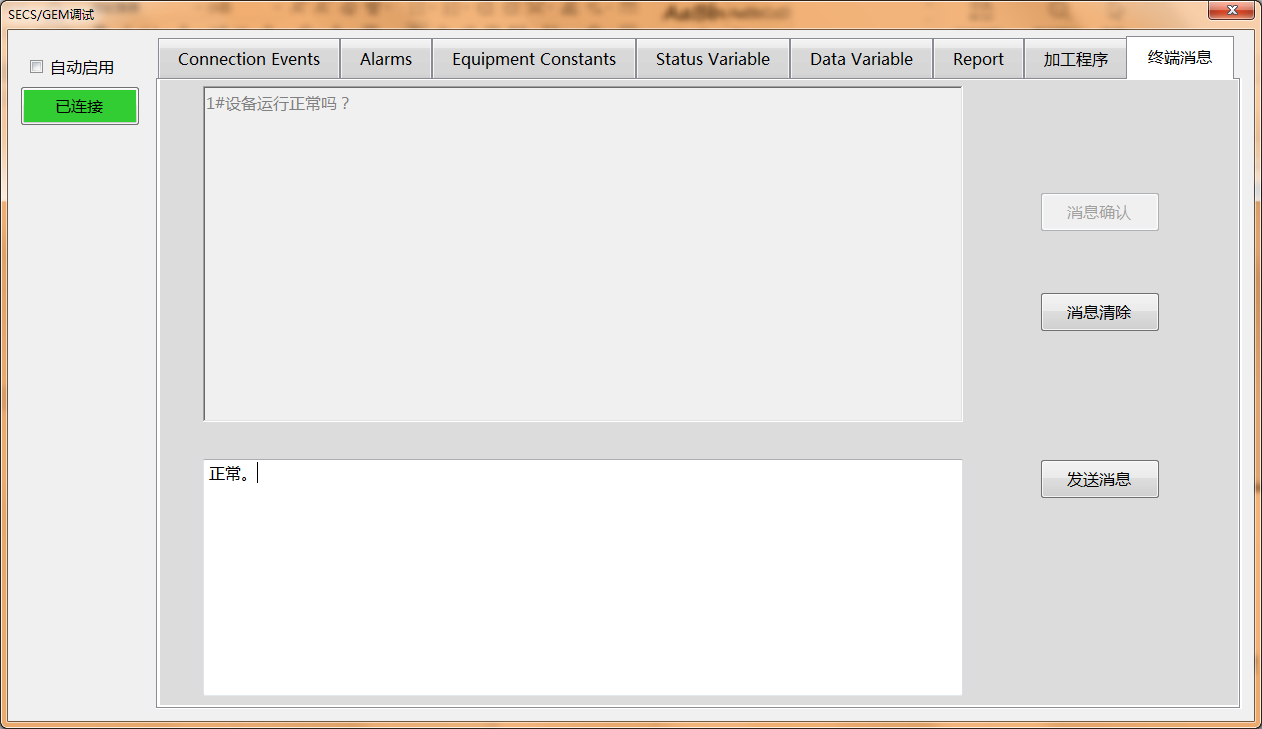 SECS/GEM调试
自动启用
已连接
Connection Events
Alarms
Equipment Constants
Status Variable
Data Variable
Report
加工程序
终端消息
1#设备运行正常吗？
消息确认
消息清除
正常。
发送消息